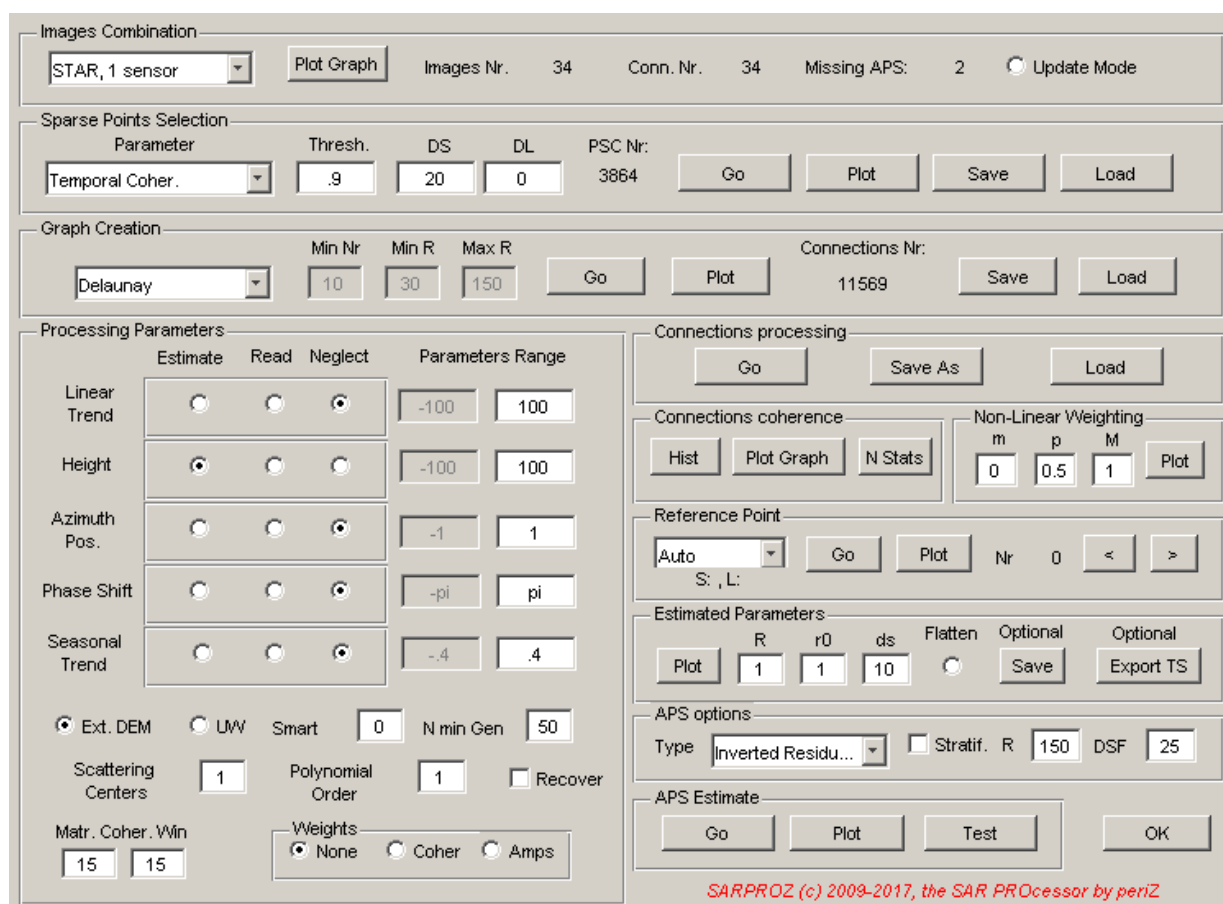 Images Combination
STAR, 1 sensor Plot Graph Images Nr. 34 Conn. Nr. 34 Missing APS: 2 Update Mode
Sparse Points Selection
Parameter Thresh. DS DL PSC Nr:
Temporal Coher. .9 20 0 3864 Go Plot Save Load
Graph Creation
Min Nr Min R Max R Connections Nr:
Delaunay 10 30 150 Go Plot 11569 Save Load
Processing Parameters
Estimate Read Neglect Parameters Range
Linear Trend -100 100
Height -100 100
Azimuth Pos. -1 1
Phase Shift -pi pi
Seasonal Trend -.4 .4
Ext. DEM UW Smart 0 N min Gen 50
Scattering Centers 1 Polynomial Order 1 Recover
Matr. Coher. Win
15 15
Weights
None Coher Amps
Connections processing
Go Save As Load
Connections coherence
Hist Plot Graph N Stats
Non-Linear Weighting
m p M
0 0.5 1 Plot
Reference Point
Auto Go Plot Nr 0 < >
S: , L:
Estimated Parameters
R r0 ds Flatten Optional Optional
Plot 1 1 10 Save Export TS
APS options
Type Inverted Residu... Stratif. R 150 DSF 25
APS Estimate
Go Plot Test OK
SARPROZ (c) 2009-2017, the SAR PROcessor by periZ